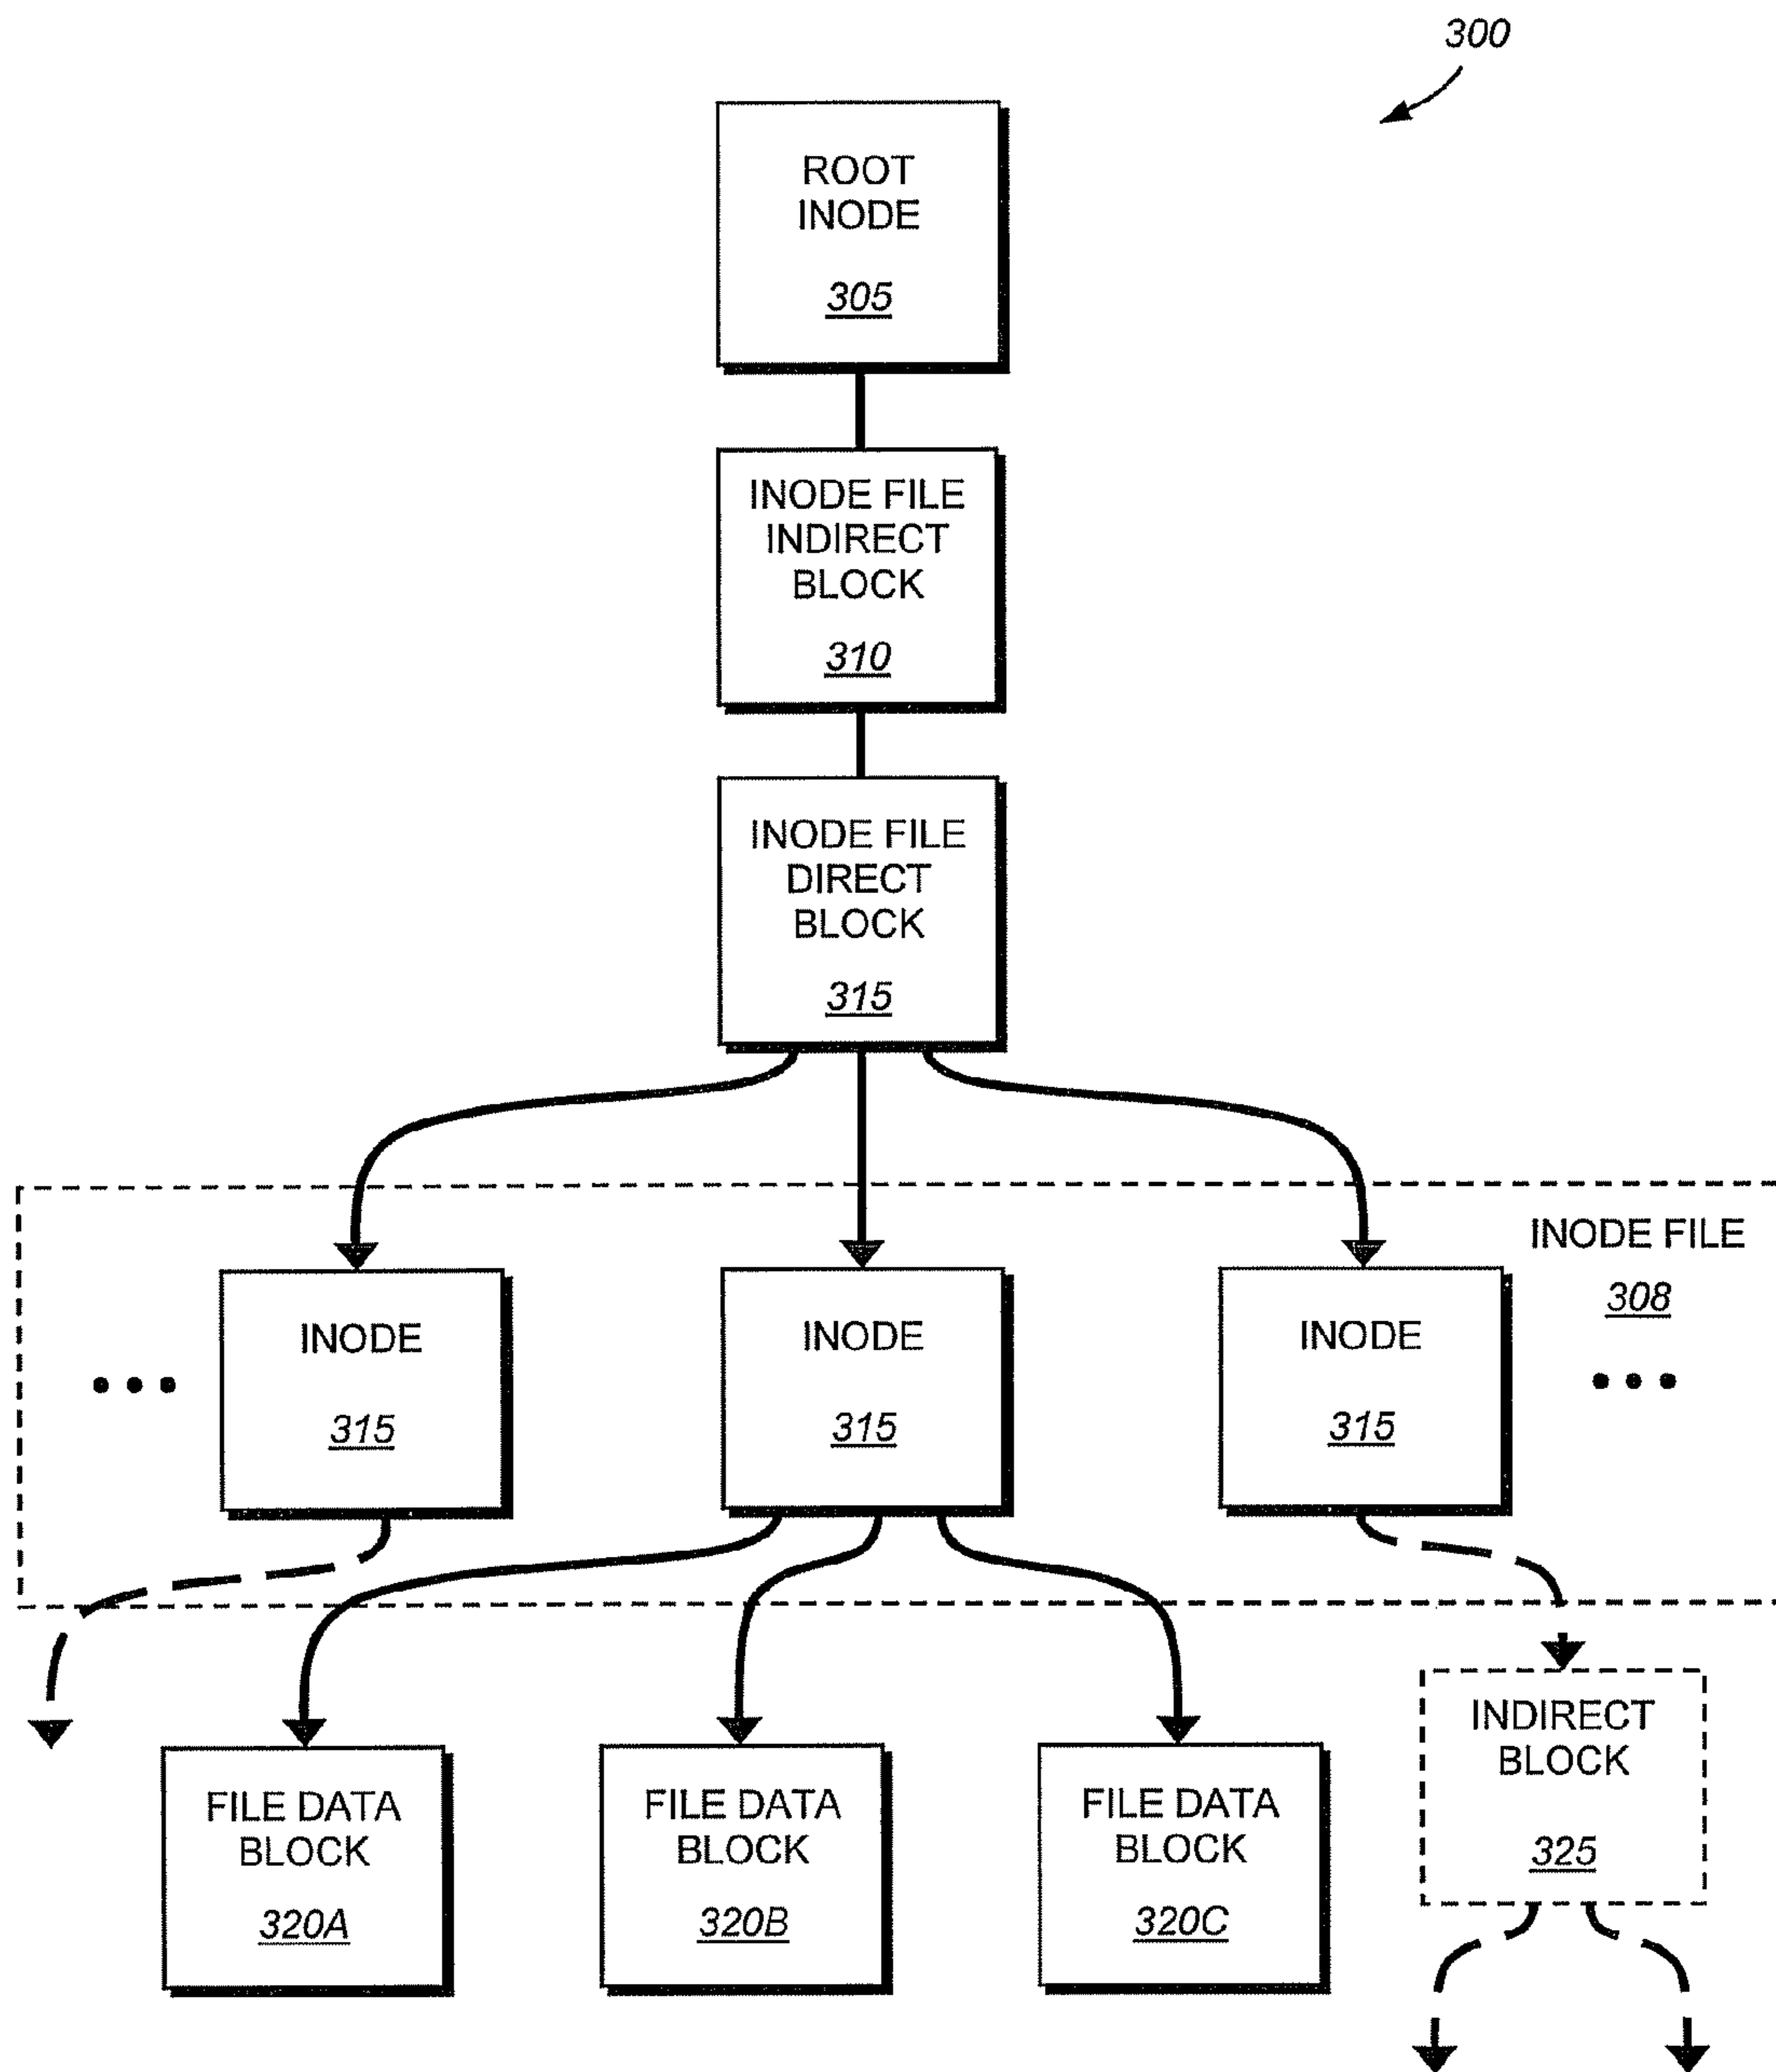 300
ROOT
INODE
305
INODE FILE
INDIRECT
BLOCK
310
INODE FILE
DIRECT
BLOCK
315
INODE FILE
308
INODE
315
INODE
315
INODE
315
INDIRECT
BLOCK
325
FILE DATA
BLOCK
320A
FILE DATA
BLOCK
320B
FILE DATA
BLOCK
320C